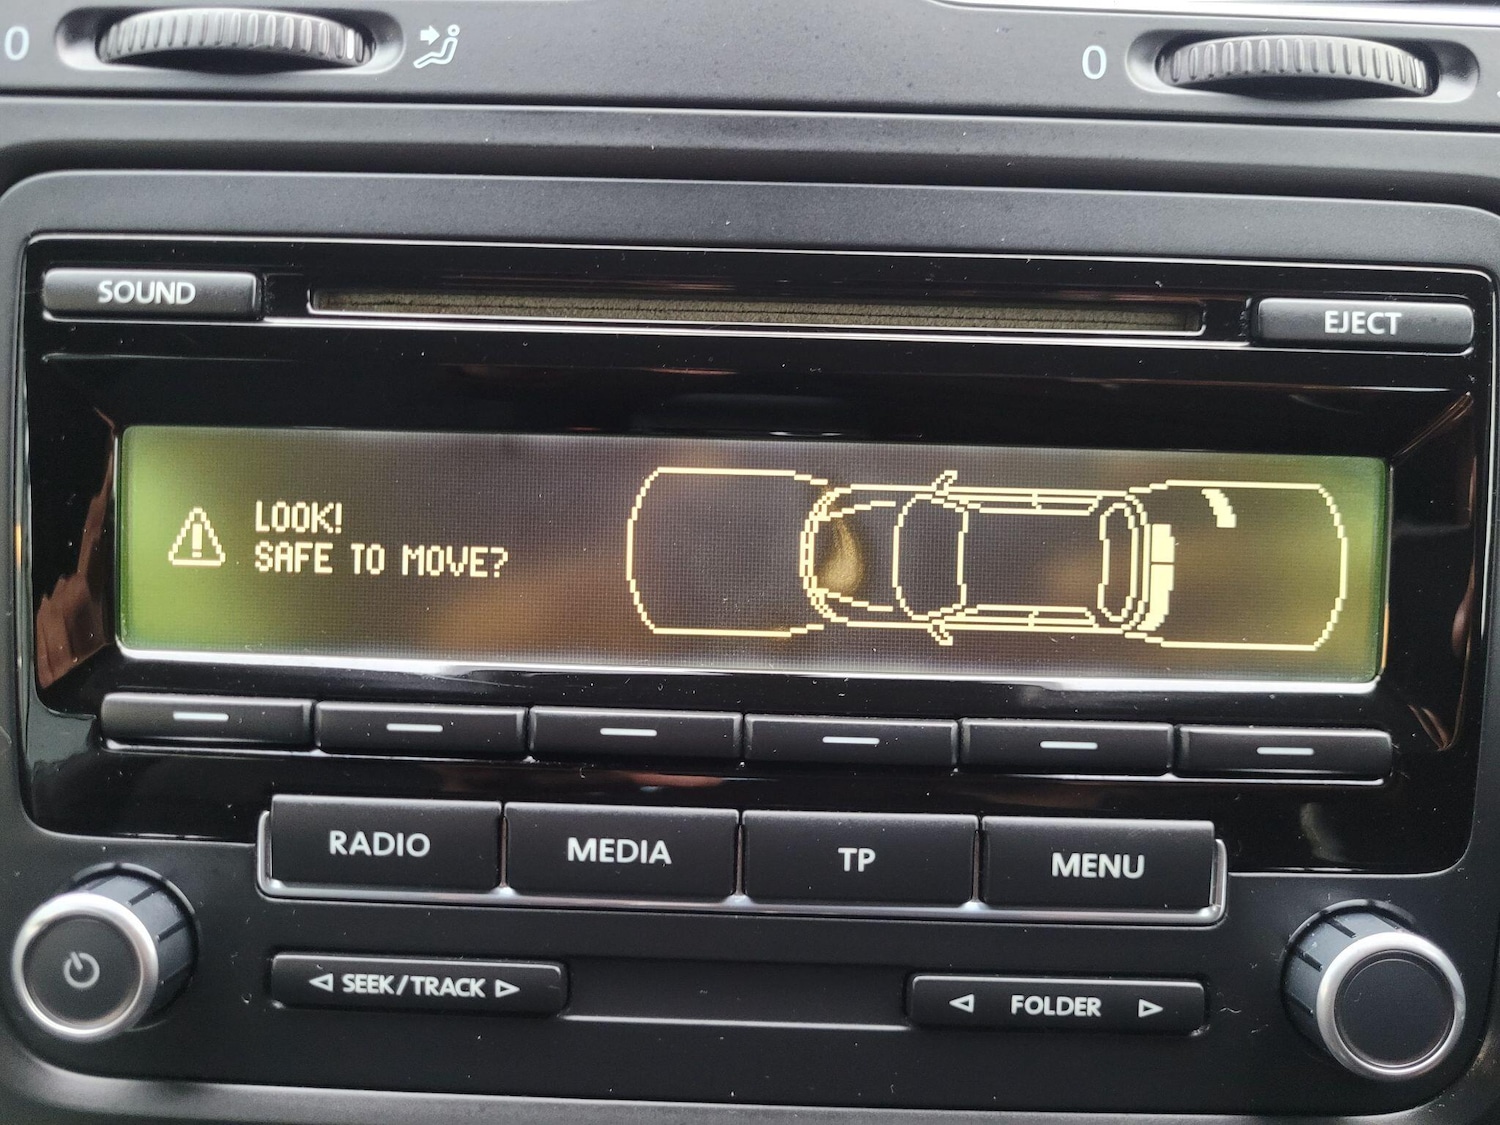 0
0
SOUND
EJECT
LOOK!
SAFE TO MOVE?
RADIO
MEDIA
TP
MENU
SEEK/TRACK
FOLDER